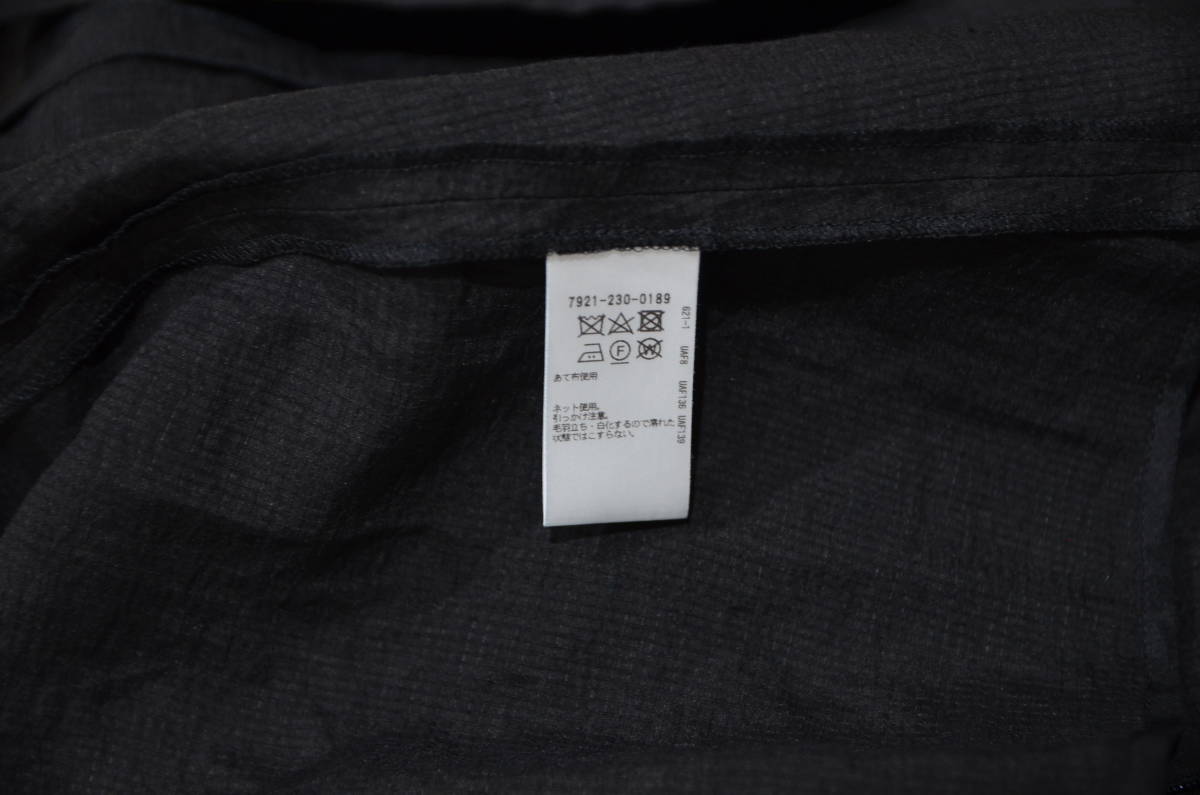 7921-230-0189
F
W
あて布使用
ネット使用。
引っかけ注意。
毛羽立ち・白化するので濡れた
状態ではこすらない。
621-1 UAF8 UAF136 UAF139